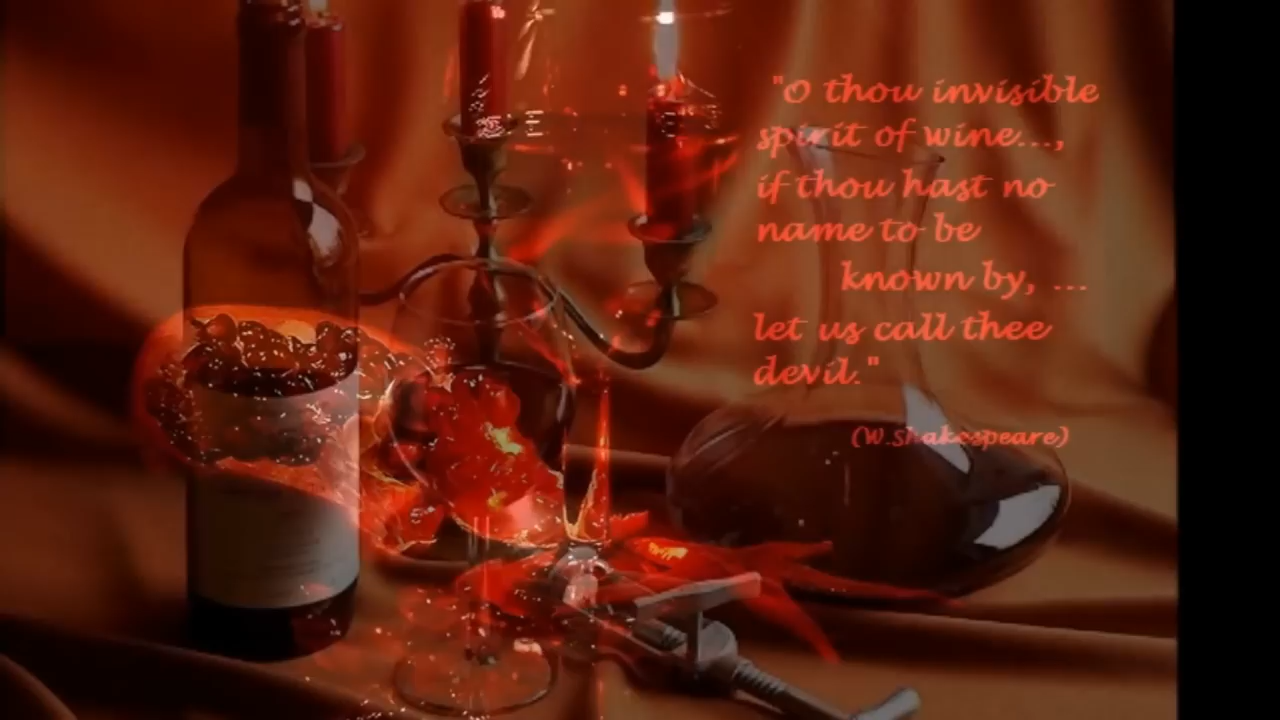 "O thou invisible
spirit of wine...,
if thou hast no
name to be
known by, ...
let us call thee
devil."
(W.Shakespeare)